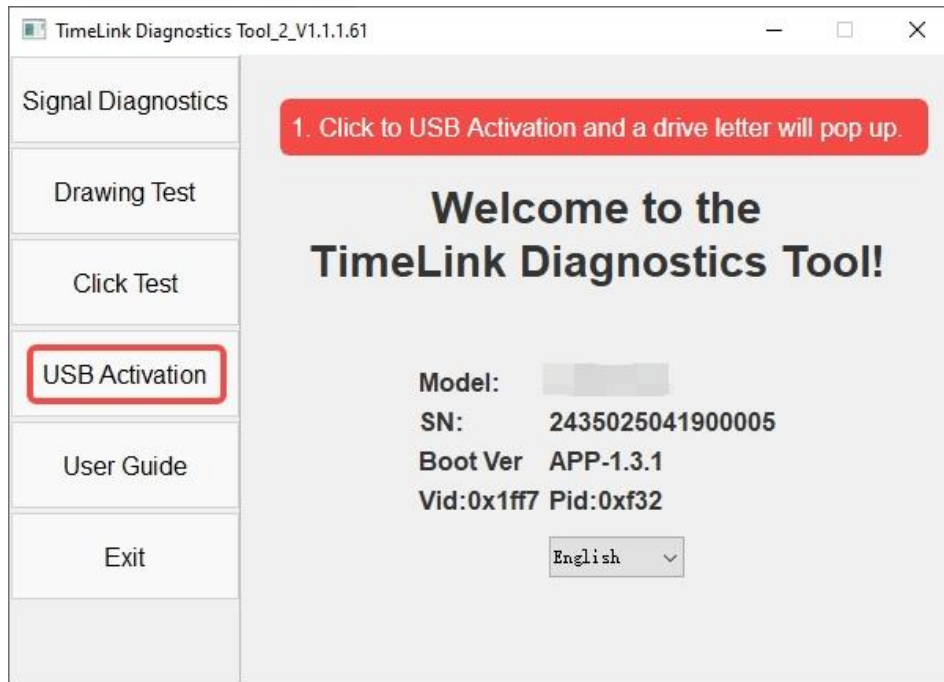 TimeLink Diagnostics Tool_2_V1.1.1.61
Signal Diagnostics
Drawing Test
Click Test
USB Activation
User Guide
Exit
1. Click to USB Activation and a drive letter will pop up.
Welcome to the
TimeLink Diagnostics Tool!
Model:
SN: 2435025041900005
Boot Ver APP-1.3.1
Vid:0x1ff7 Pid:0xf32
English